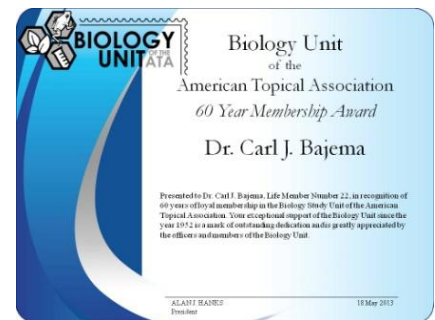 BIOLOGY
UNIT OF THE ATA
Biology Unit
of the
American Topical Association
60 Year Membership Award
Dr. Carl J. Bajema
Presented to Dr. Carl J. Bajema, Life Member Number 22, in recognition of
60 years of loyal membership in the Biology Study Unit of the American
Topical Association. Your exceptional support of the Biology Unit since the
year 1952 is a mark of outstanding dedication and is greatly appreciated by
the officers and members of the Biology Unit.
ALAN J HANKS 18 May 2013
President